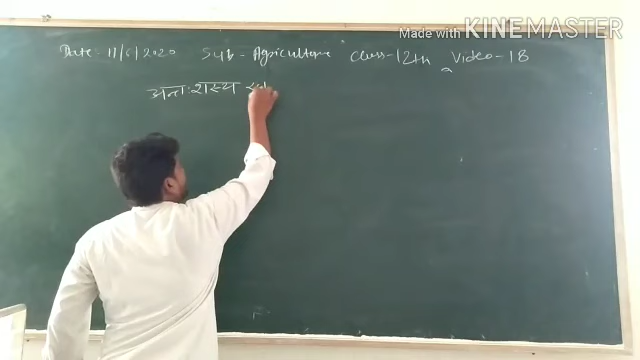 Made with KINEMASTER
Date: 11/6/2020 Sub - Agriculture Class-12th Video-18
अन्तःशस्य